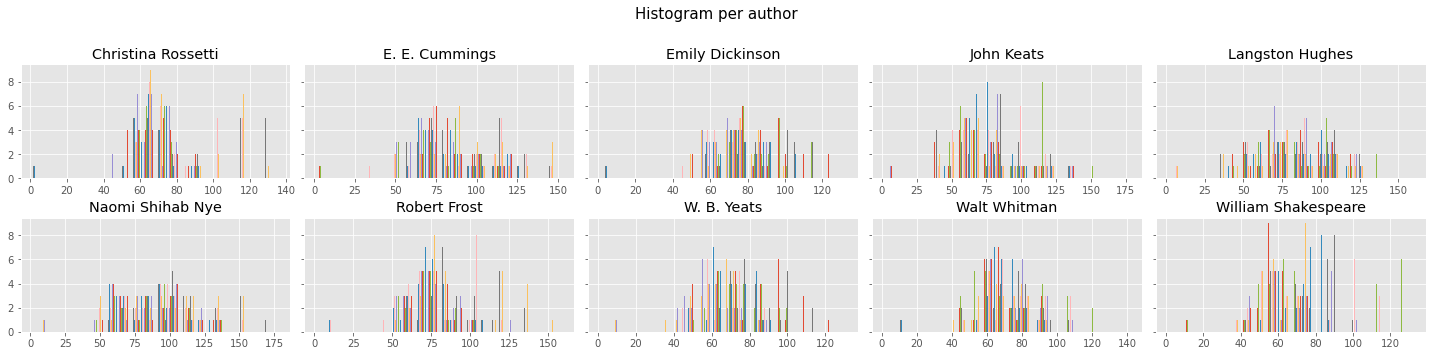 Histogram per author
Christina Rossetti E. E. Cummings Emily Dickinson John Keats Langston Hughes
8
6
4
2
0
0 20 40 60 80 100 120 140 0 25 50 75 100 125 150 0 20 40 60 80 100 120 0 25 50 75 100 125 150 175 0 25 50 75 100 125 150
Naomi Shihab Nye Robert Frost W. B. Yeats Walt Whitman William Shakespeare
8
6
4
2
0
0 25 50 75 100 125 150 175 0 25 50 75 100 125 150 0 20 40 60 80 100 120 0 20 40 60 80 100 120 140 0 20 40 60 80 100 120